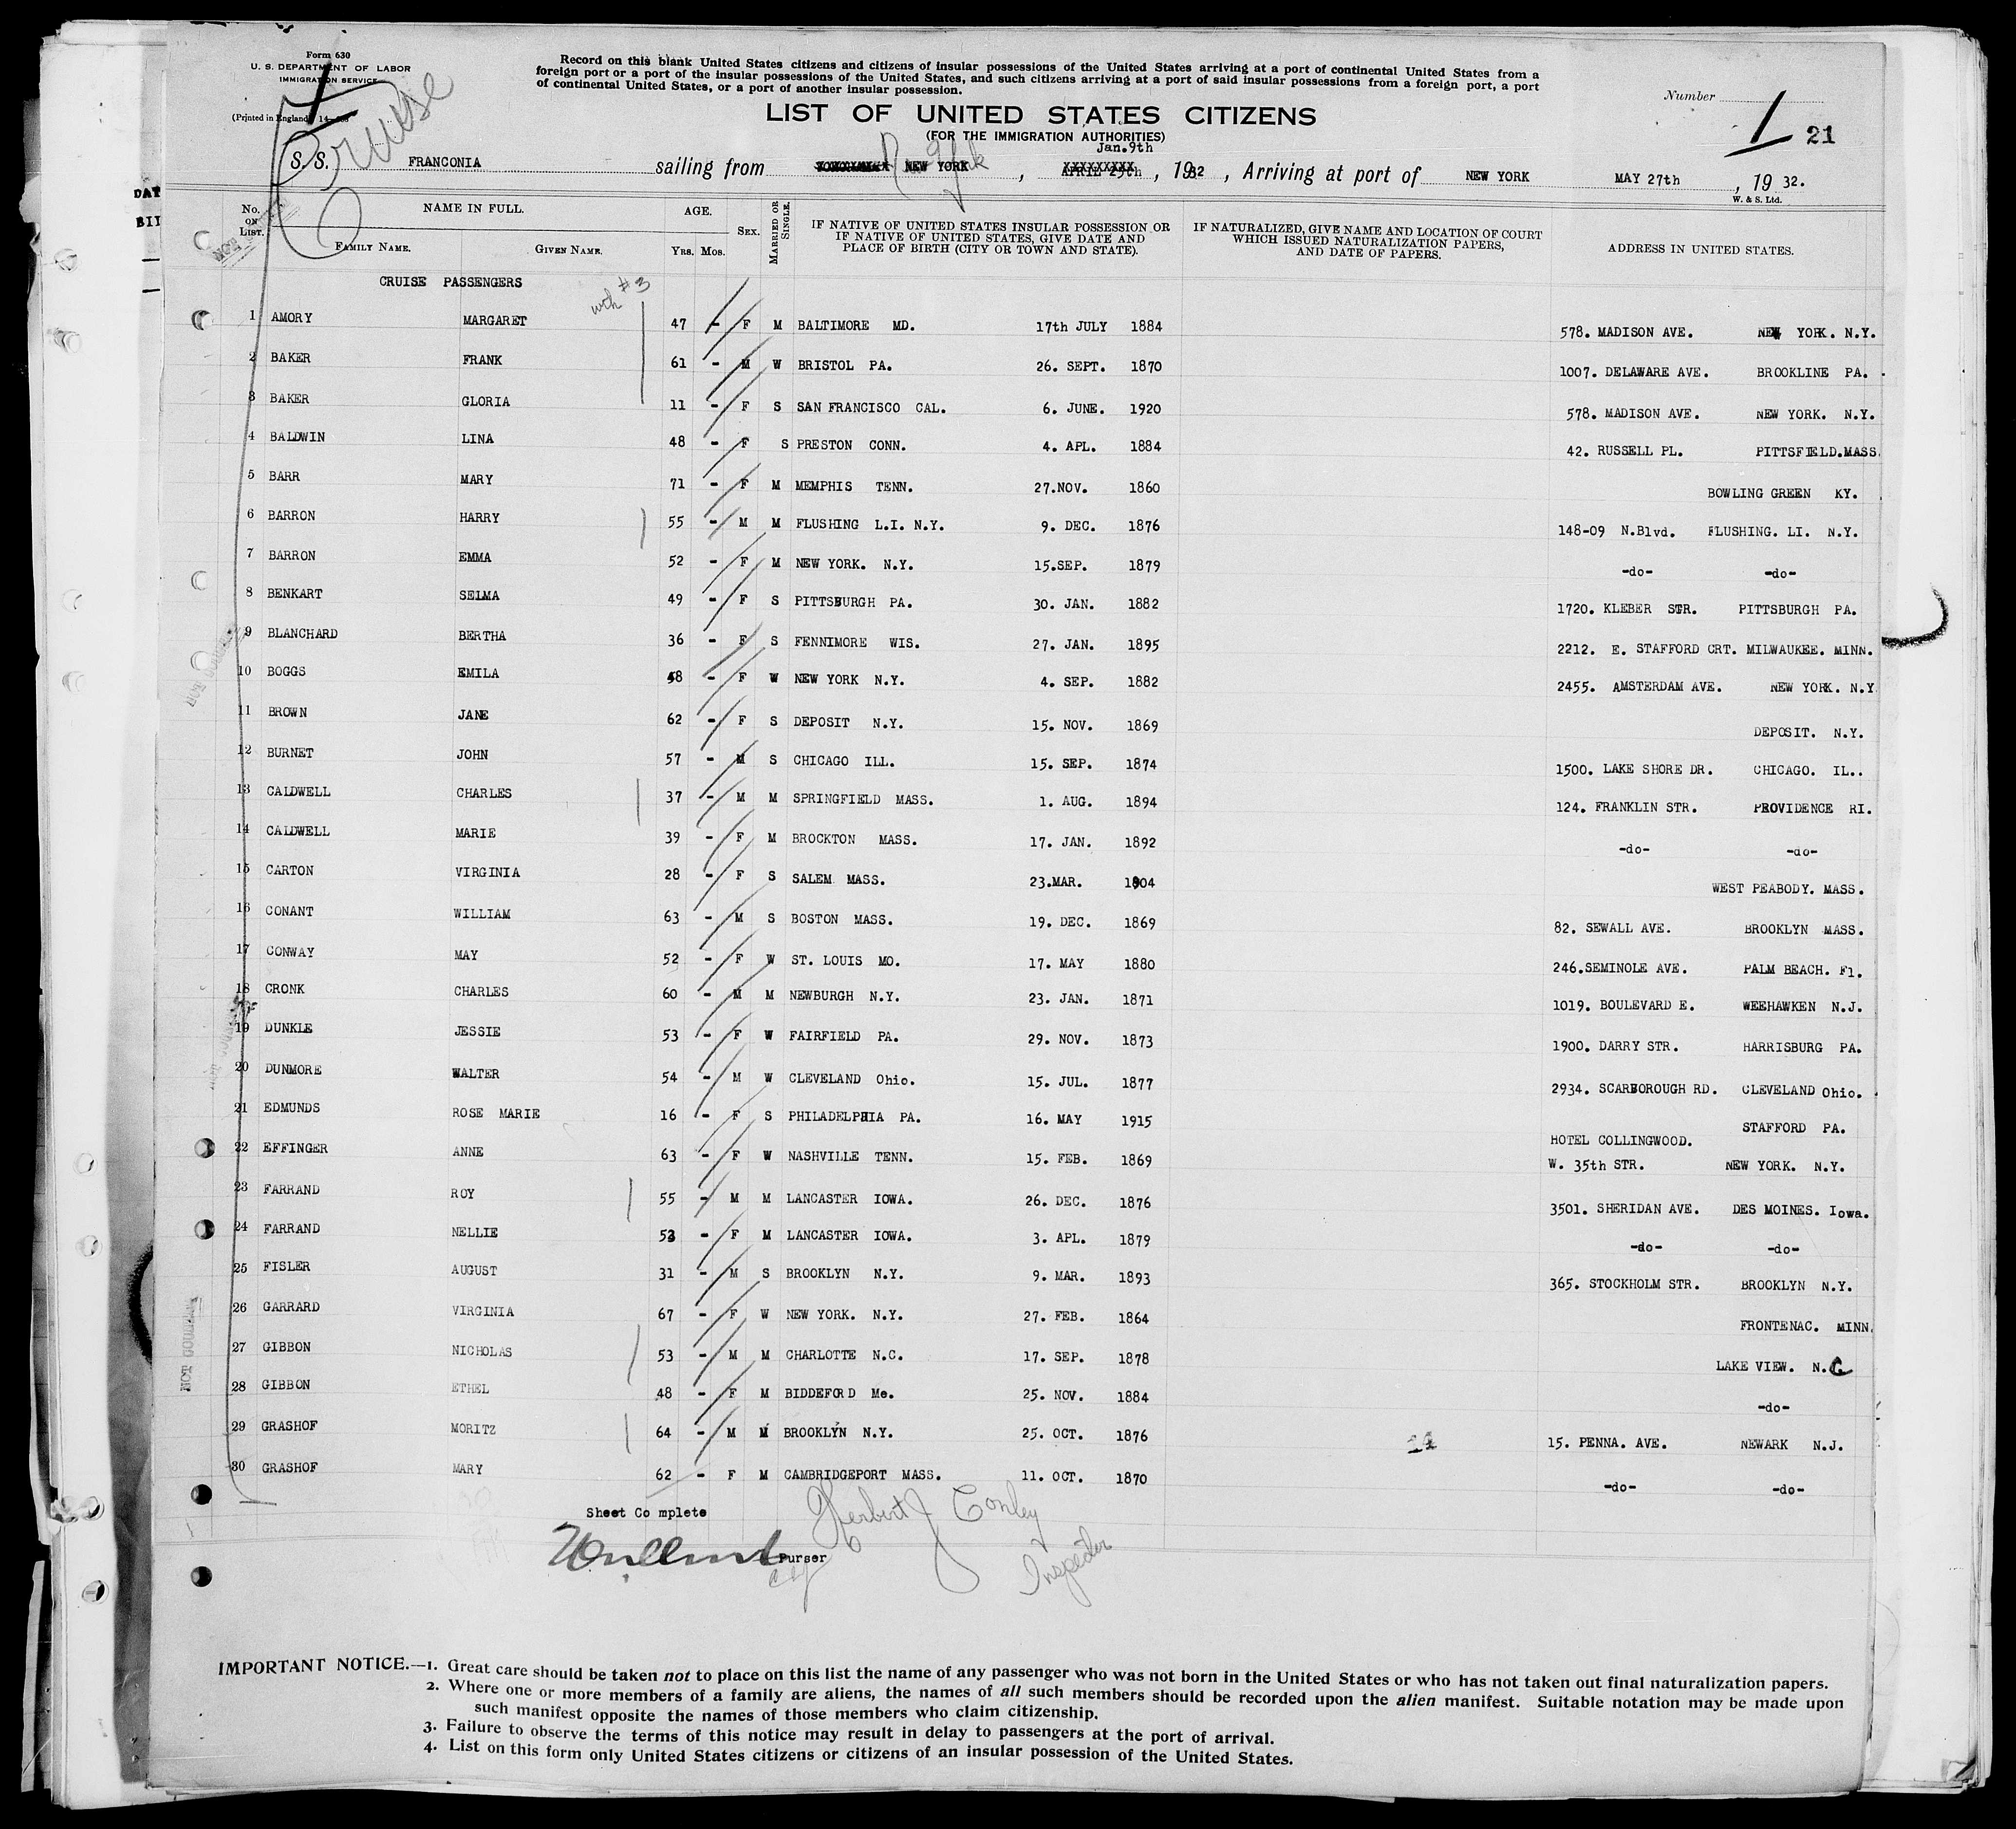 Form 630
U. S. DEPARTMENT OF LABOR
IMMIGRATION SERVICE
(Printed in England) 14
Cruise
Record on this blank United States citizens and citizens of insular possessions of the United States arriving at a port of continental United States from a
foreign port or a port of the insular possessions of the United States, and such citizens arriving at a port of said insular possessions from a foreign port, a port
of continental United States, or a port of another insular possession.
Number 1 21
LIST OF UNITED STATES CITIZENS
(FOR THE IMMIGRATION AUTHORITIES)
Jan.9th
S. S. FRANCONIA sailing from YOKOHAMA NEW YORK N York, APRIL 29th, 1932, Arriving at port of NEW YORK MAY 27th, 19 32.
W. & S. Ltd.
No. on List. NAME IN FULL. AGE. SEX. MARRIED OR SINGLE. IF NATIVE OF UNITED STATES INSULAR POSSESSION OR IF NATIVE OF UNITED STATES, GIVE DATE AND PLACE OF BIRTH (CITY OR TOWN AND STATE). IF NATURALIZED, GIVE NAME AND LOCATION OF COURT WHICH ISSUED NATURALIZATION PAPERS, AND DATE OF PAPERS. ADDRESS IN UNITED STATES.
FAMILY NAME. GIVEN NAME. Yrs. Mos.
CRUISE PASSENGERS
with #3
1 AMORY MARGARET 47 - F M BALTIMORE MD. 17th JULY 1884 578. MADISON AVE. NEW YORK. N.Y.
2 BAKER FRANK 61 - M W BRISTOL PA. 26. SEPT. 1870 1007. DELAWARE AVE. BROOKLINE PA.
3 BAKER GLORIA 11 - F S SAN FRANCISCO CAL. 6. JUNE. 1920 578. MADISON AVE. NEW YORK. N.Y.
4 BALDWIN LINA 48 - F S PRESTON CONN. 4. APL. 1884 42. RUSSELL PL. PITTSFIELD.MASS.
5 BARR MARY 71 - F M MEMPHIS TENN. 27.NOV. 1860 BOWLING GREEN KY.
6 BARRON HARRY 55 - M M FLUSHING L.I. N.Y. 9. DEC. 1876 148-09 N.Blvd. FLUSHING. LI. N.Y.
7 BARRON EMMA 52 - F M NEW YORK. N.Y. 15.SEP. 1879 -do- -do-
8 BENKART SELMA 49 - F S PITTSBURGH PA. 30. JAN. 1882 1720. KLEBER STR. PITTSBURGH PA.
9 BLANCHARD BERTHA 36 - F S FENNIMORE WIS. 27. JAN. 1895 2212. E. STAFFORD CRT. MILWAUKEE. MINN.
10 BOGGS EMILA 48 - F W NEW YORK N.Y. 4. SEP. 1882 2455. AMSTERDAM AVE. NEW YORK. N.Y
11 BROWN JANE 62 - F S DEPOSIT N.Y. 15. NOV. 1869 DEPOSIT. N.Y.
12 BURNET JOHN 57 - M S CHICAGO ILL. 15. SEP. 1874 1500. LAKE SHORE DR. CHICAGO. IL..
13 CALDWELL CHARLES 37 - M M SPRINGFIELD MASS. 1. AUG. 1894 124. FRANKLIN STR. PROVIDENCE RI.
14 CALDWELL MARIE 39 - F M BROCKTON MASS. 17. JAN. 1892 -do- -do-
15 CARTON VIRGINIA 28 - F S SALEM MASS. 23.MAR. 1904 WEST PEABODY. MASS.
16 CONANT WILLIAM 63 - M S BOSTON MASS. 19. DEC. 1869 82. SEWALL AVE. BROOKLYN MASS.
17 CONWAY MAY 52 - F W ST. LOUIS MO. 17. MAY 1880 246.SEMINOLE AVE. PALM BEACH. Fl.
18 CRONK CHARLES 60 - M M NEWBURGH N.Y. 23. JAN. 1871 1019. BOULEVARD E. WEEHAWKEN N.J.
19 DUNKLE JESSIE 53 - F W FAIRFIELD PA. 29. NOV. 1873 1900. DARRY STR. HARRISBURG PA.
20 DUNMORE WALTER 54 - M W CLEVELAND Ohio. 15. JUL. 1877 2934. SCARBOROUGH RD. CLEVELAND Ohio.
21 EDMUNDS ROSE MARIE 16 - F S PHILADELPHIA PA. 16. MAY 1915 STAFFORD PA.
HOTEL COLLINGWOOD.
22 EFFINGER ANNE 63 - F W NASHVILLE TENN. 15. FEB. 1869 W. 35th STR. NEW YORK. N.Y.
23 FARRAND ROY 55 - M M LANCASTER IOWA. 26. DEC. 1876 3501. SHERIDAN AVE. DES MOINES. Iowa.
24 FARRAND NELLIE 53 - F M LANCASTER IOWA. 3. APL. 1879 -do- -do-
25 FISLER AUGUST 31 - M S BROOKLYN N.Y. 9. MAR. 1893 365. STOCKHOLM STR. BROOKLYN N.Y.
26 GARRARD VIRGINIA 67 - F W NEW YORK. N.Y. 27. FEB. 1864 FRONTENAC. MINN.
27 GIBBON NICHOLAS 53 - M M CHARLOTTE N.C. 17. SEP. 1878 LAKE VIEW. N.C
28 GIBBON ETHEL 48 - F M BIDDEFORD Me. 25. NOV. 1884 -do-
29 GRASHOF MORITZ 64 - M M BROOKLYN N.Y. 25. OCT. 1876 15. PENNA. AVE. NEWARK N.J.
30 GRASHOF MARY 62 - F M CAMBRIDGEPORT MASS. 11. OCT. 1870 -do- -do-
Sheet Complete
Herbert J Conley
Inspector
Purser
IMPORTANT NOTICE.—1. Great care should be taken not to place on this list the name of any passenger who was not born in the United States or who has not taken out final naturalization papers.
2. Where one or more members of a family are aliens, the names of all such members should be recorded upon the alien manifest. Suitable notation may be made upon
such manifest opposite the names of those members who claim citizenship.
3. Failure to observe the terms of this notice may result in delay to passengers at the port of arrival.
4. List on this form only United States citizens or citizens of an insular possession of the United States.